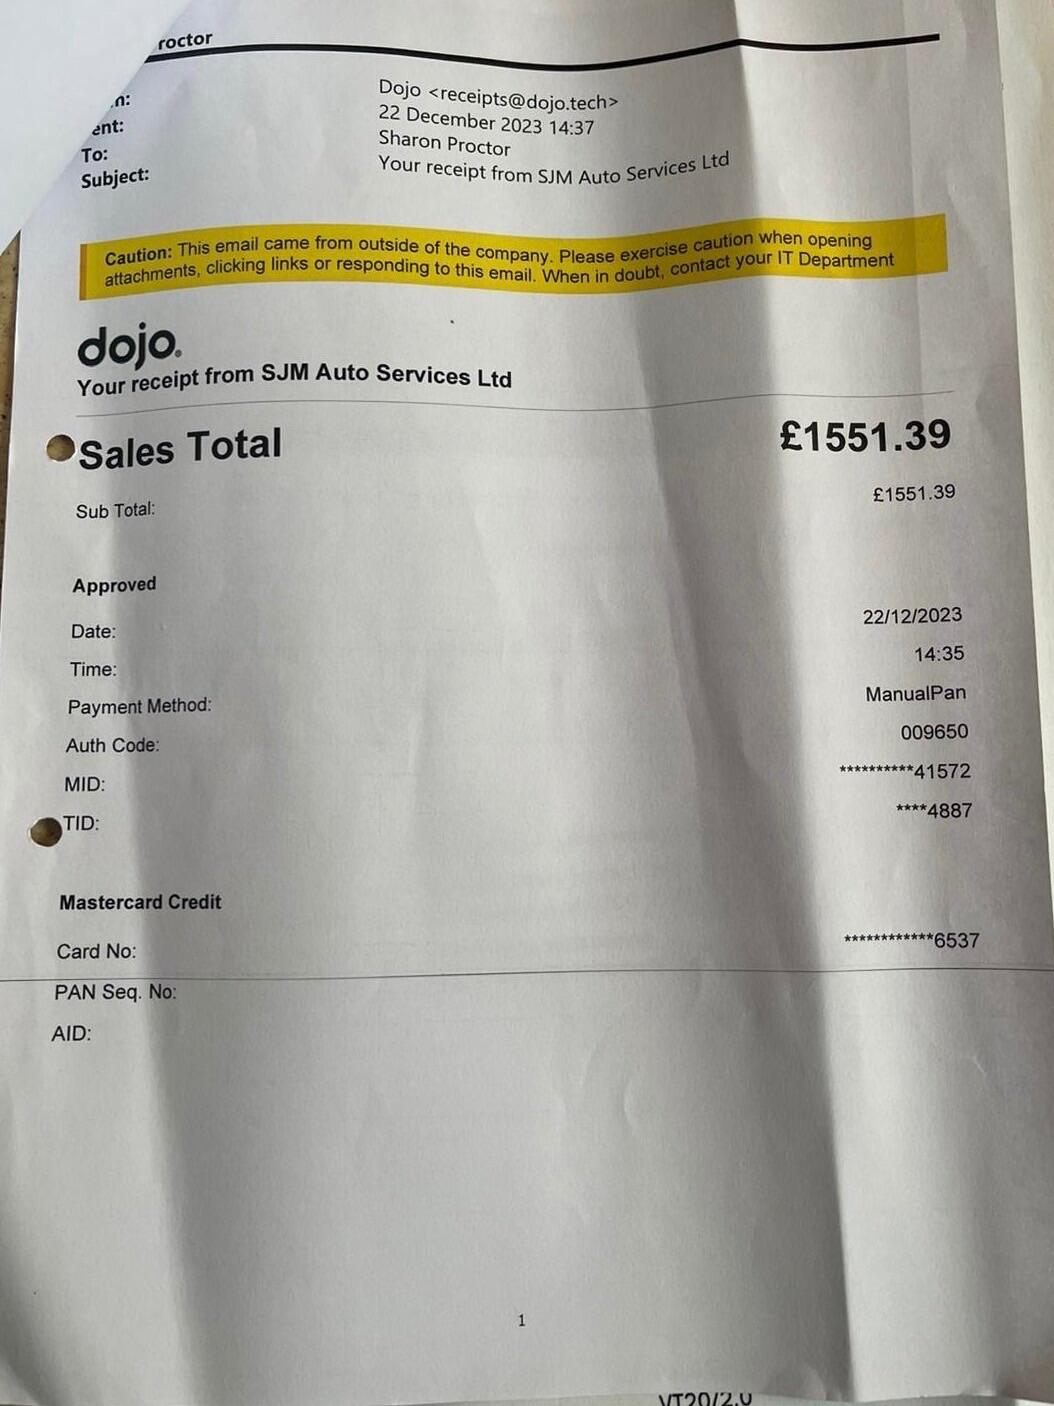 roctor
n: Dojo <receipts@dojo.tech>
ent: 22 December 2023 14:37
To: Sharon Proctor
Subject: Your receipt from SJM Auto Services Ltd
Caution: This email came from outside of the company. Please exercise caution when opening
attachments, clicking links or responding to this email. When in doubt, contact your IT Department
dojo.
Your receipt from SJM Auto Services Ltd
Sales Total £1551.39
Sub Total: £1551.39
Approved
Date: 22/12/2023
Time: 14:35
Payment Method: ManualPan
Auth Code: 009650
MID: **********41572
TID: ****4887
Mastercard Credit
Card No: ************6537
PAN Seq. No:
AID:
1
VT20/2.0